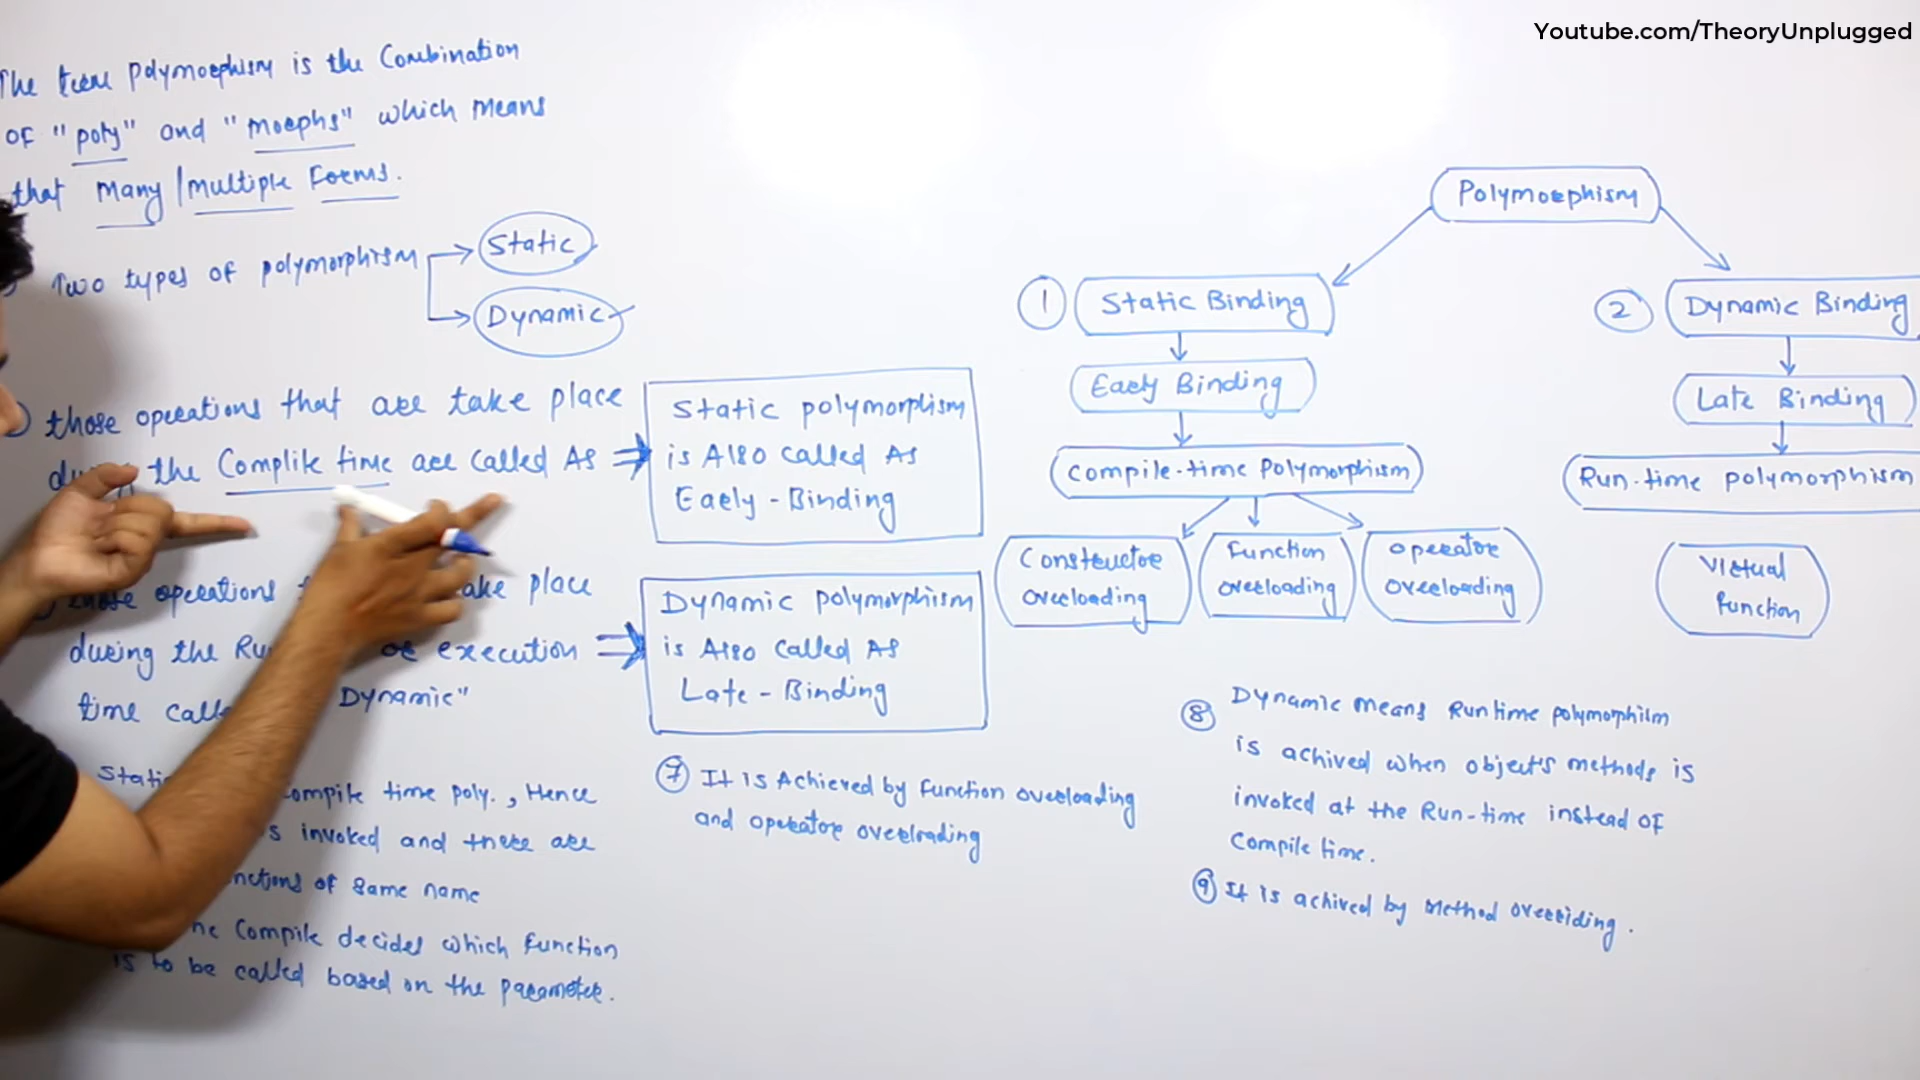 Youtube.com/TheoryUnplugged
The term polymorphism is the Combination
of "poly" and "morphs" which means
that many/multiple Forms.
Two types of polymorphism
Static
Dynamic
those operations that are take place
the Complile time are called As
Static polymorphism
is Also called As
Early - Binding
operations take place
during the or execution
time Dynamic"
Dynamic polymorphism
is Also called As
Late - Binding
compile time poly. , Hence
invoked and there are
of same name
Compile decides which function
is to be called based on the parameter.
⑦ It is Achieved by function overloading
and operator overloading
Polymorphism
① Static Binding
Early Binding
Compile-time Polymorphism
Constructor
overloading
Function
overloading
operator
overloading
② Dynamic Binding
Late Binding
Run-time polymorphism
Virtual
function
⑧ Dynamic means Runtime polymorphism
is achived when object's methods is
invoked at the Run-time instead of
Compile time.
⑨ It is achived by Method overriding.